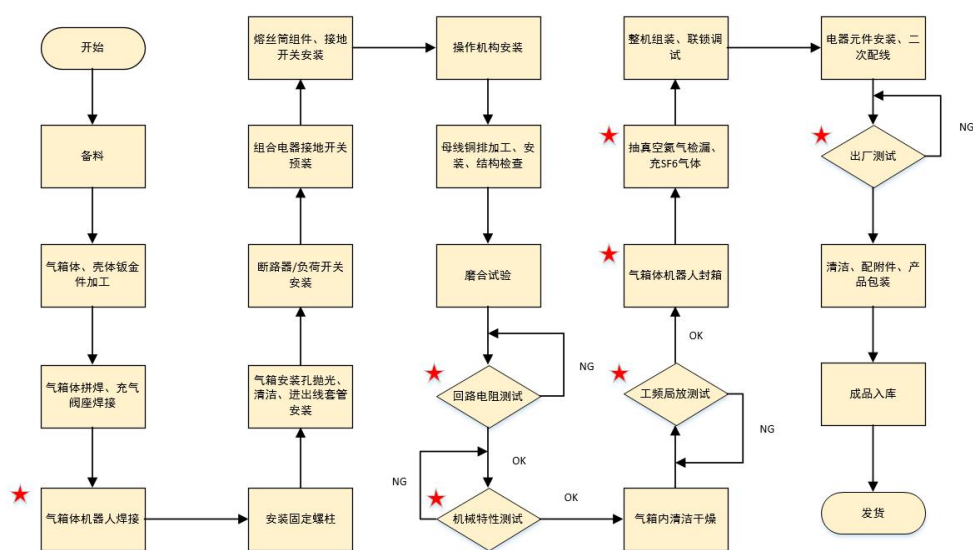 开始
备料
气箱体、壳体钣金
件加工
气箱体拼焊、充气
阀座焊接
气箱体机器人焊接
安装固定螺柱
气箱安装孔抛光、
清洁、进出线套管
安装
断路器/负荷开关
安装
组合电器接地开关
预装
熔丝筒组件、接地
开关安装
操作机构安装
母线铜排加工、安
装、结构检查
磨合试验
NG
回路电阻测试
OK
NG
机械特性测试
OK
气箱内清洁干燥
NG
工频局放测试
OK
气箱体机器人封箱
抽真空氦气检漏、
充SF6气体
整机组装、联锁调
试
电器元件安装、二
次配线
NG
出厂测试
清洁、配附件、产
品包装
成品入库
发货